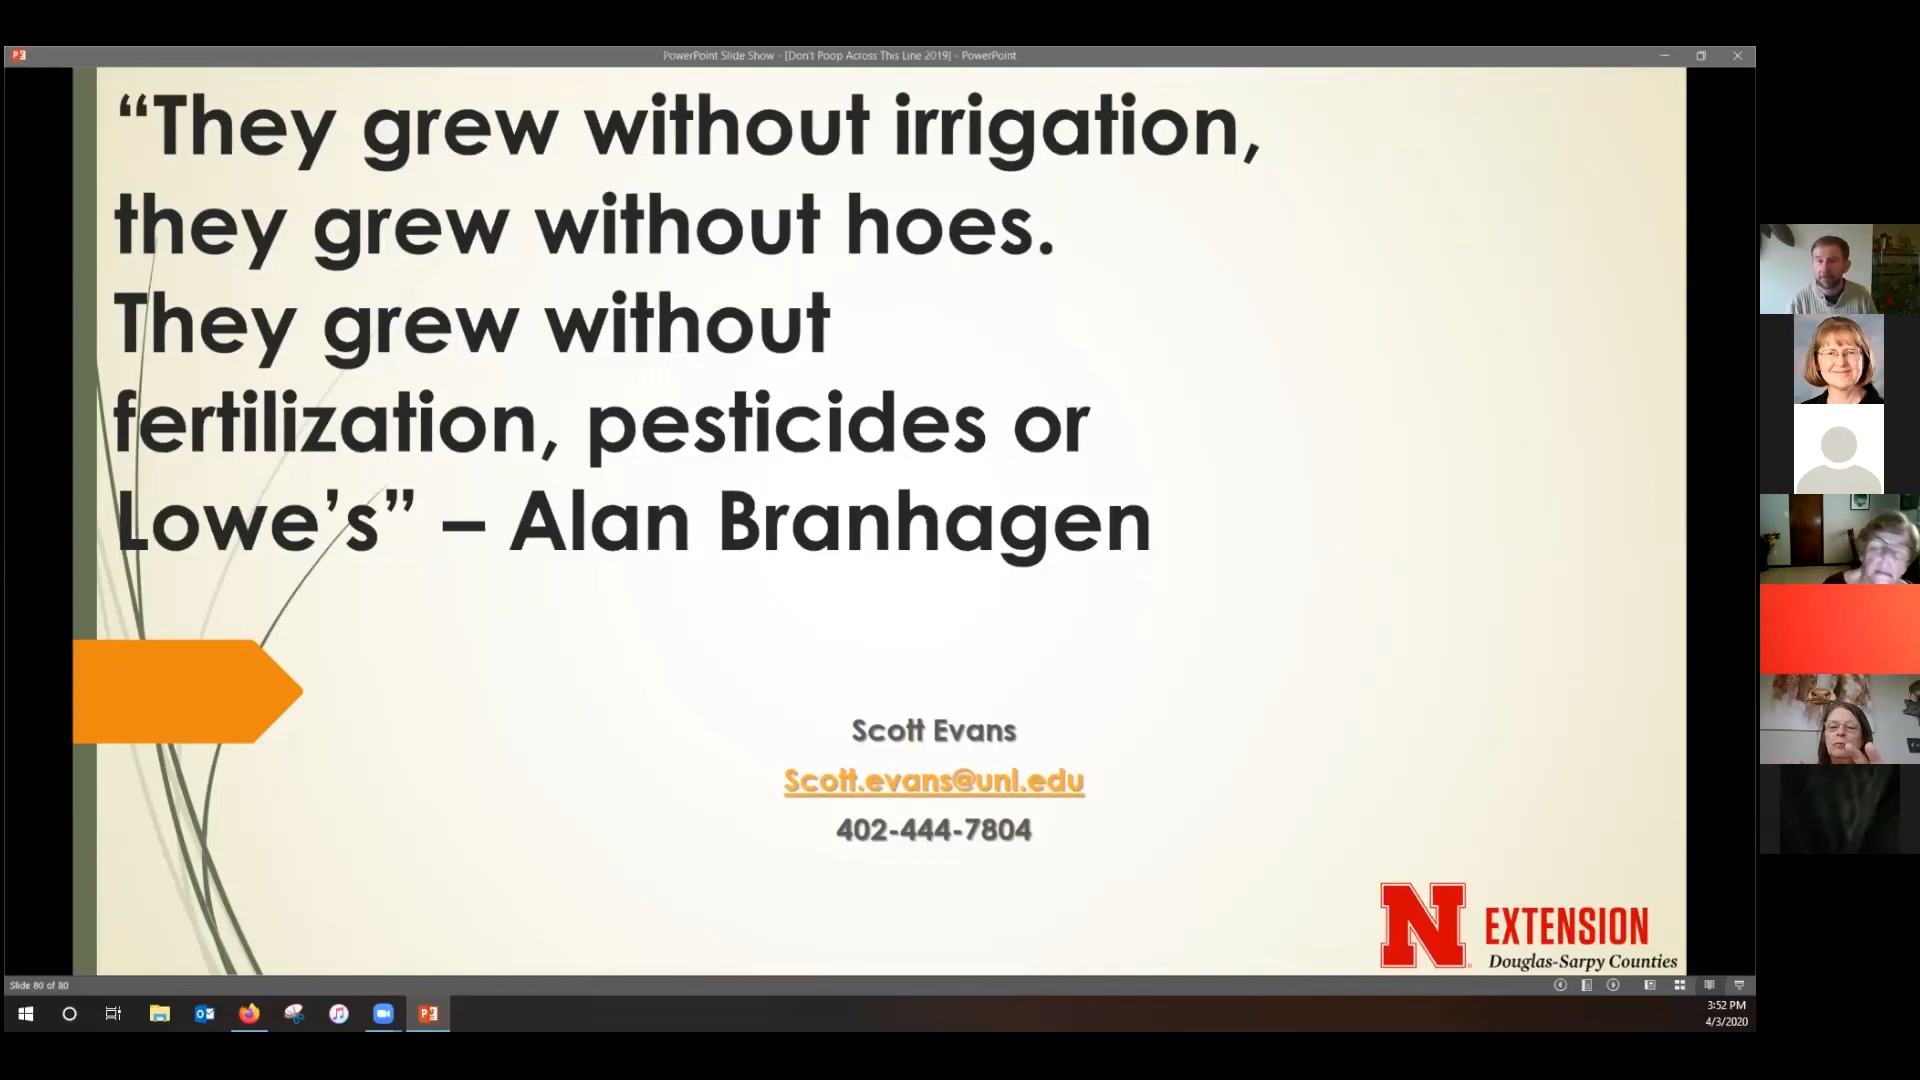 PowerPoint Slide Show - [Don't Poop Across This Line 2019] - PowerPoint
“They grew without irrigation,
they grew without hoes.
They grew without
fertilization, pesticides or
Lowe’s” – Alan Branhagen
Scott Evans
Scott.evans@unl.edu
402-444-7804
N EXTENSION
Douglas-Sarpy Counties
Slide 80 of 80
3:52 PM
4/3/2020